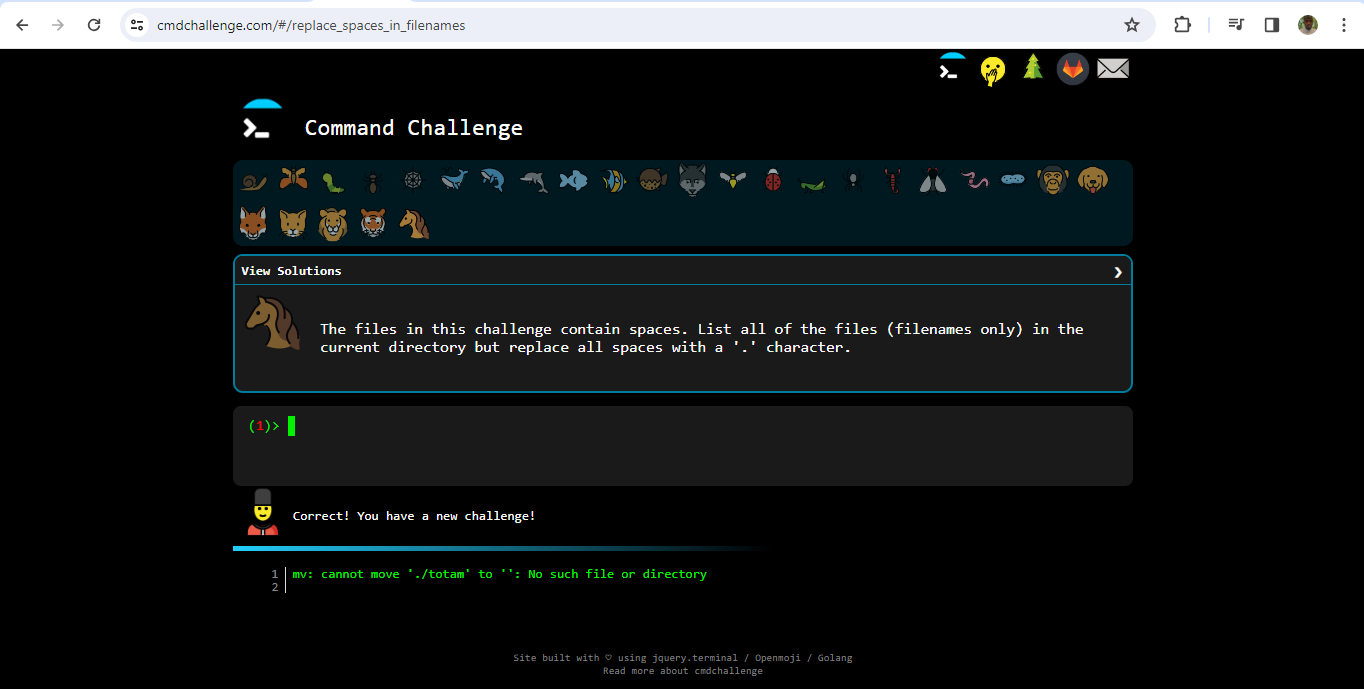 cmdchallenge.com/#/replace_spaces_in_filenames
Command Challenge
View Solutions
The files in this challenge contain spaces. List all of the files (filenames only) in the
current directory but replace all spaces with a '.' character.
(1)>
Correct! You have a new challenge!
1 mv: cannot move './totam' to '': No such file or directory
2
Site built with ♡ using jquery.terminal / Openmoji / Golang
Read more about cmdchallenge